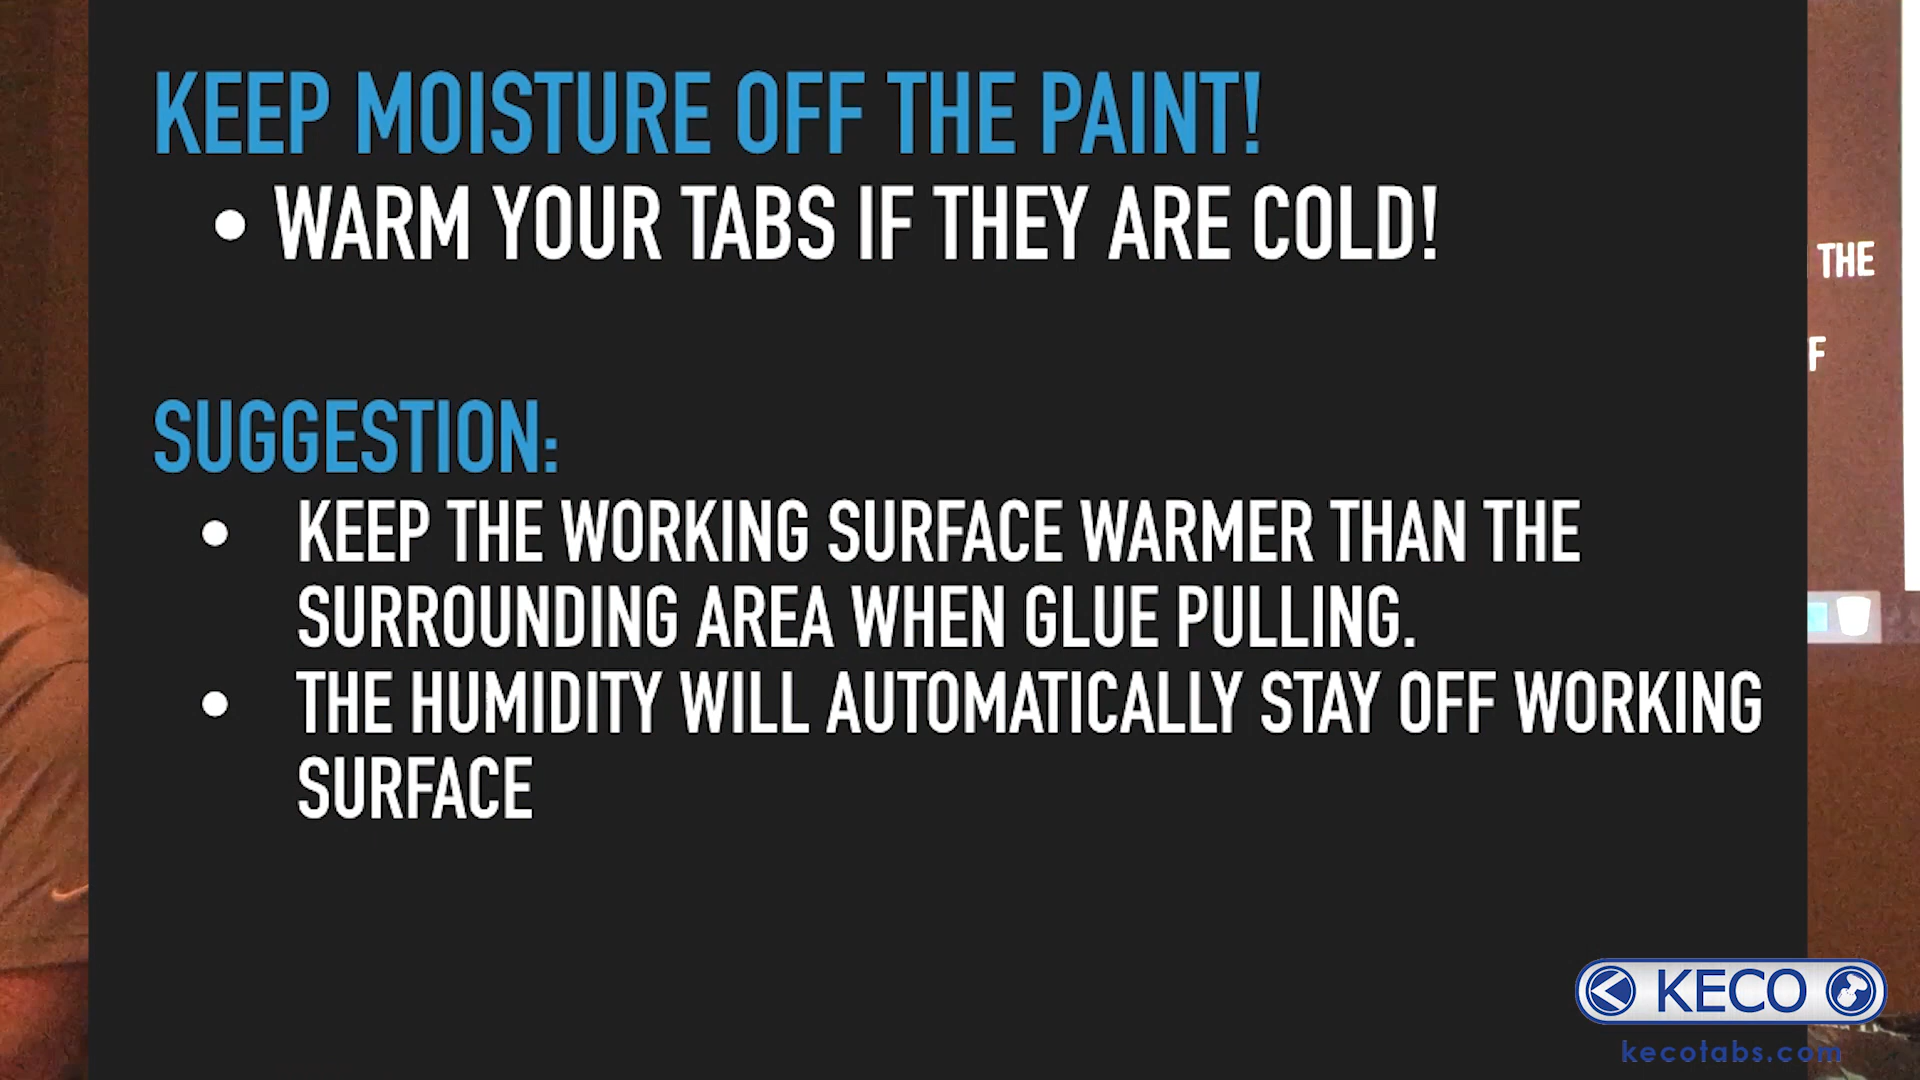 KEEP MOISTURE OFF THE PAINT!
• WARM YOUR TABS IF THEY ARE COLD!
SUGGESTION:
• KEEP THE WORKING SURFACE WARMER THAN THE
SURROUNDING AREA WHEN GLUE PULLING.
• THE HUMIDITY WILL AUTOMATICALLY STAY OFF WORKING
SURFACE
THE
F
KECO
kecotabs.com